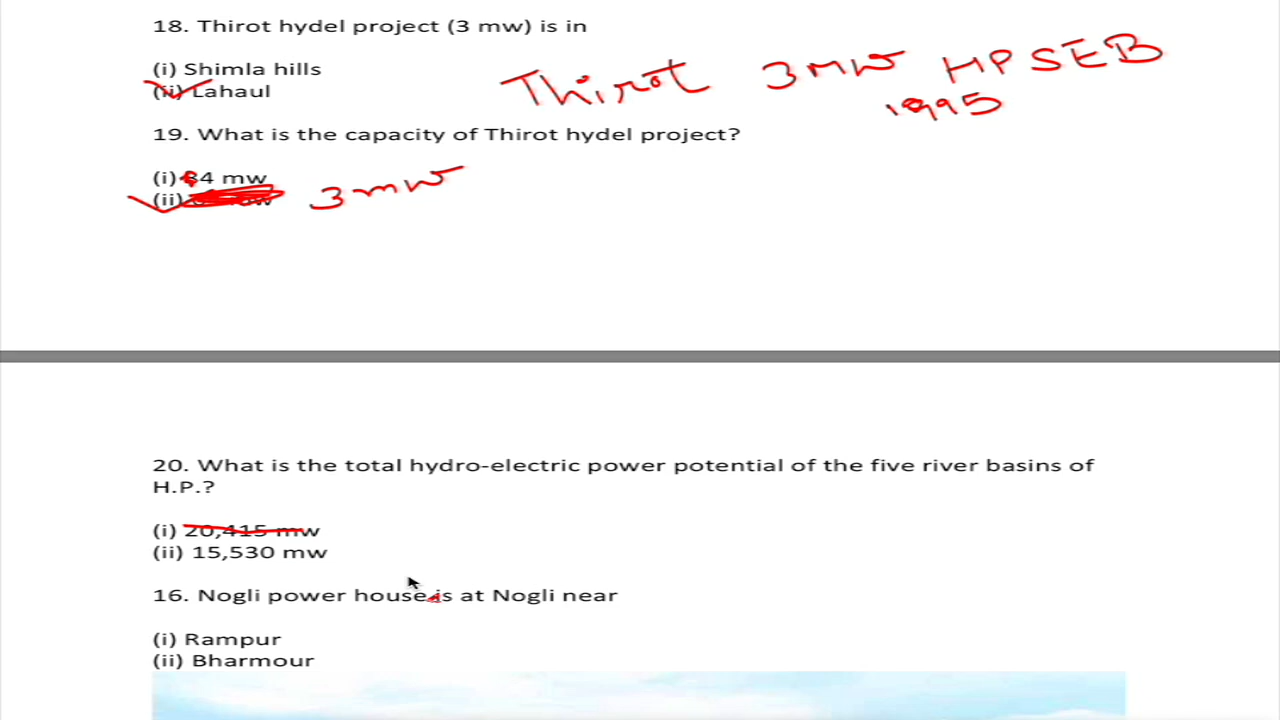 18. Thirot hydel project (3 mw) is in
(i) Shimla hills
(ii) Lahaul
Thirot 3MW HPSEB
1995
19. What is the capacity of Thirot hydel project?
(i) 4 mw
(ii)
3mW
20. What is the total hydro-electric power potential of the five river basins of
H.P.?
(i) 20,415 mw
(ii) 15,530 mw
16. Nogli power house is at Nogli near
(i) Rampur
(ii) Bharmour